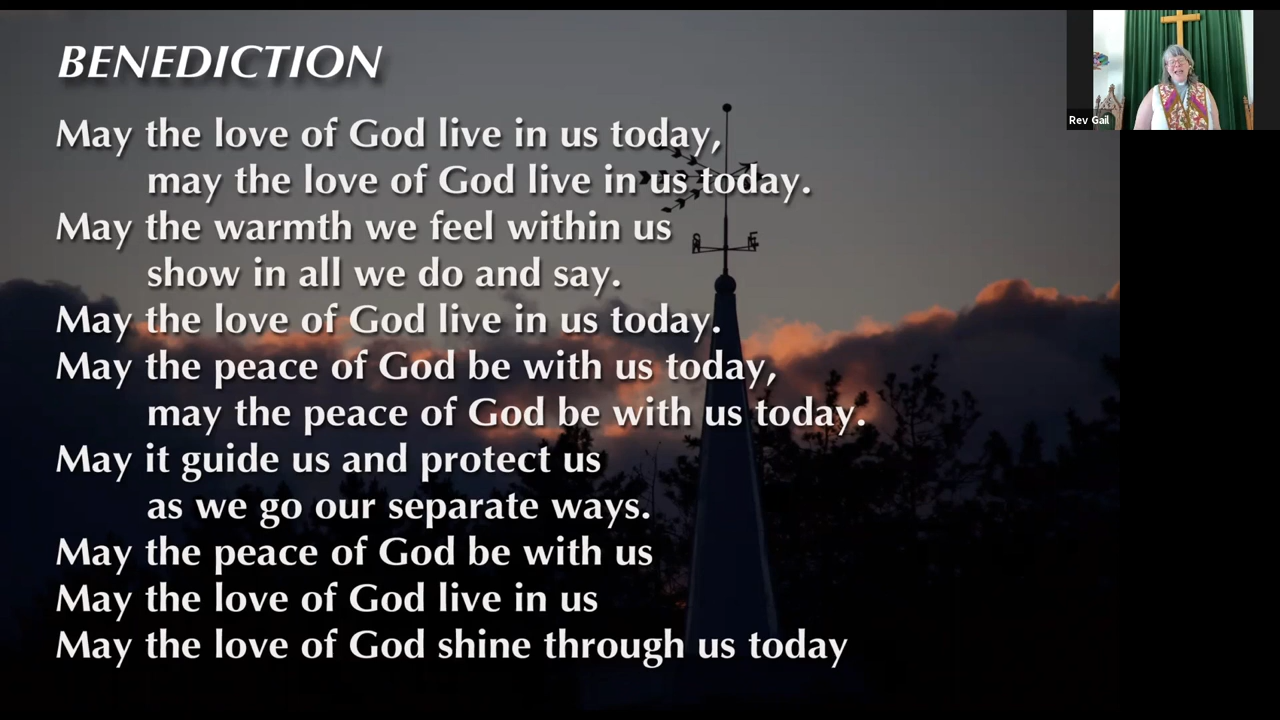 BENEDICTION
May the love of God live in us today,
may the love of God live in us today.
May the warmth we feel within us
show in all we do and say.
May the love of God live in us today.
May the peace of God be with us today,
may the peace of God be with us today.
May it guide us and protect us
as we go our separate ways.
May the peace of God be with us
May the love of God live in us
May the love of God shine through us today
Rev Gail